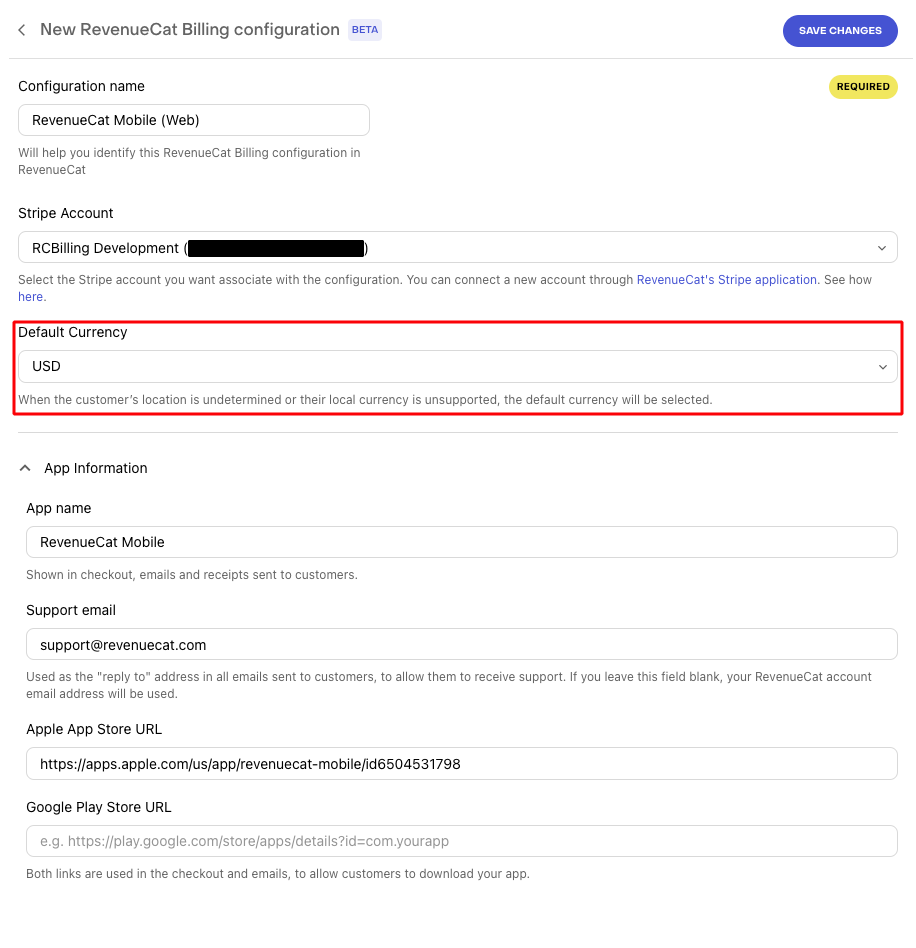 New RevenueCat Billing configuration BETA
SAVE CHANGES
Configuration name
REQUIRED
RevenueCat Mobile (Web)
Will help you identify this RevenueCat Billing configuration in
RevenueCat
Stripe Account
RCBilling Development ( )
Select the Stripe account you want associate with the configuration. You can connect a new account through RevenueCat's Stripe application. See how
here.
Default Currency
USD
When the customer’s location is undetermined or their local currency is unsupported, the default currency will be selected.
App Information
App name
RevenueCat Mobile
Shown in checkout, emails and receipts sent to customers.
Support email
support@revenuecat.com
Used as the "reply to" address in all emails sent to customers, to allow them to receive support. If you leave this field blank, your RevenueCat account
email address will be used.
Apple App Store URL
https://apps.apple.com/us/app/revenuecat-mobile/id6504531798
Google Play Store URL
e.g. https://play.google.com/store/apps/details?id=com.yourapp
Both links are used in the checkout and emails, to allow customers to download your app.